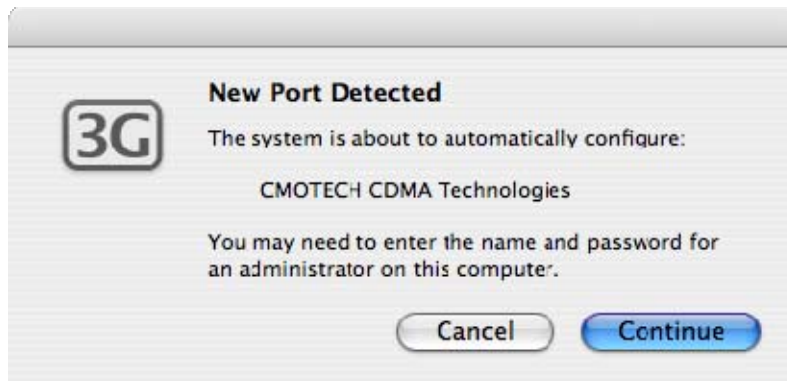 3G
New Port Detected
The system is about to automatically configure:
CMOTECH CDMA Technologies
You may need to enter the name and password for
an administrator on this computer.
Cancel
Continue